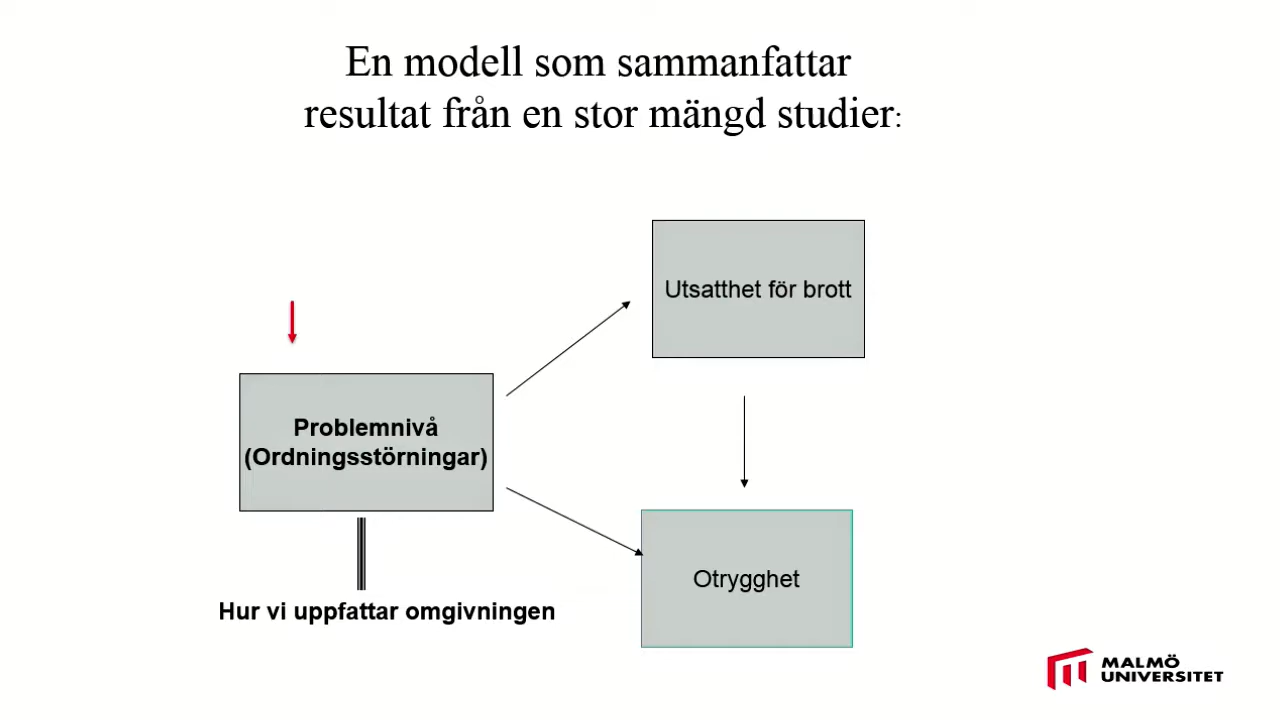 En modell som sammanfattar
resultat från en stor mängd studier:
Utsatthet för brott
Problemnivå
(Ordningsstörningar)
Otrygghet
Hur vi uppfattar omgivningen
MALMÖ
UNIVERSITET